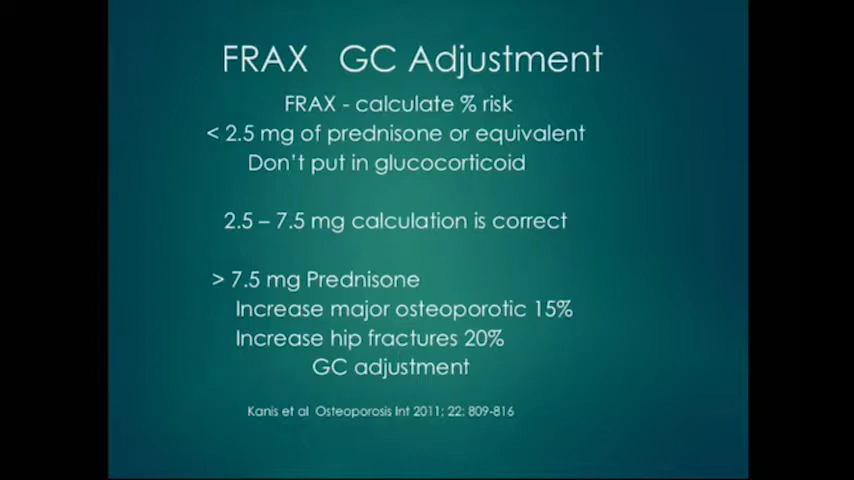 FRAX GC Adjustment
FRAX - calculate % risk
< 2.5 mg of prednisone or equivalent
Don't put in glucocorticoid
2.5 – 7.5 mg calculation is correct
> 7.5 mg Prednisone
Increase major osteoporotic 15%
Increase hip fractures 20%
GC adjustment
Kanis et al Osteoporosis Int 2011; 22: 809-816